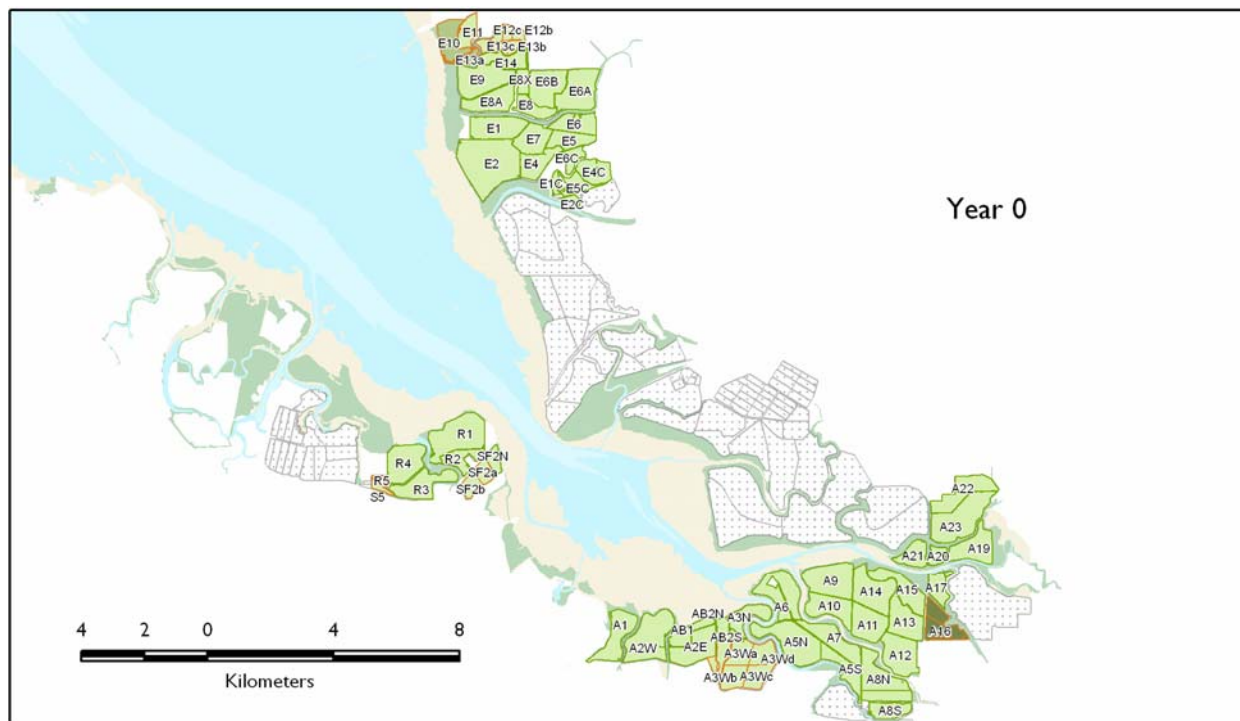 E11 E12c E12b
E10
E13c E13b
E13a E14
E9 E8X E6B
E6A
E8A E8
E1 E6
E7 E5
E2 E4 E6C
E4C
E1C E5C
E2C
Year 0
R1
R4 R2 SF2N
SF2a
R5 R3 SF2b
S5
A22
A23
A19
A21 A20
A9 A14 A15 A17
A6
A10
AB2N A3N A11 A13 A16
A1 AB1 AB2S A5N A7
A2W A2E A3Wa A3Wd A12
A3Wb A3Wc A5S A8N
A8S
4 2 0 4 8
Kilometers